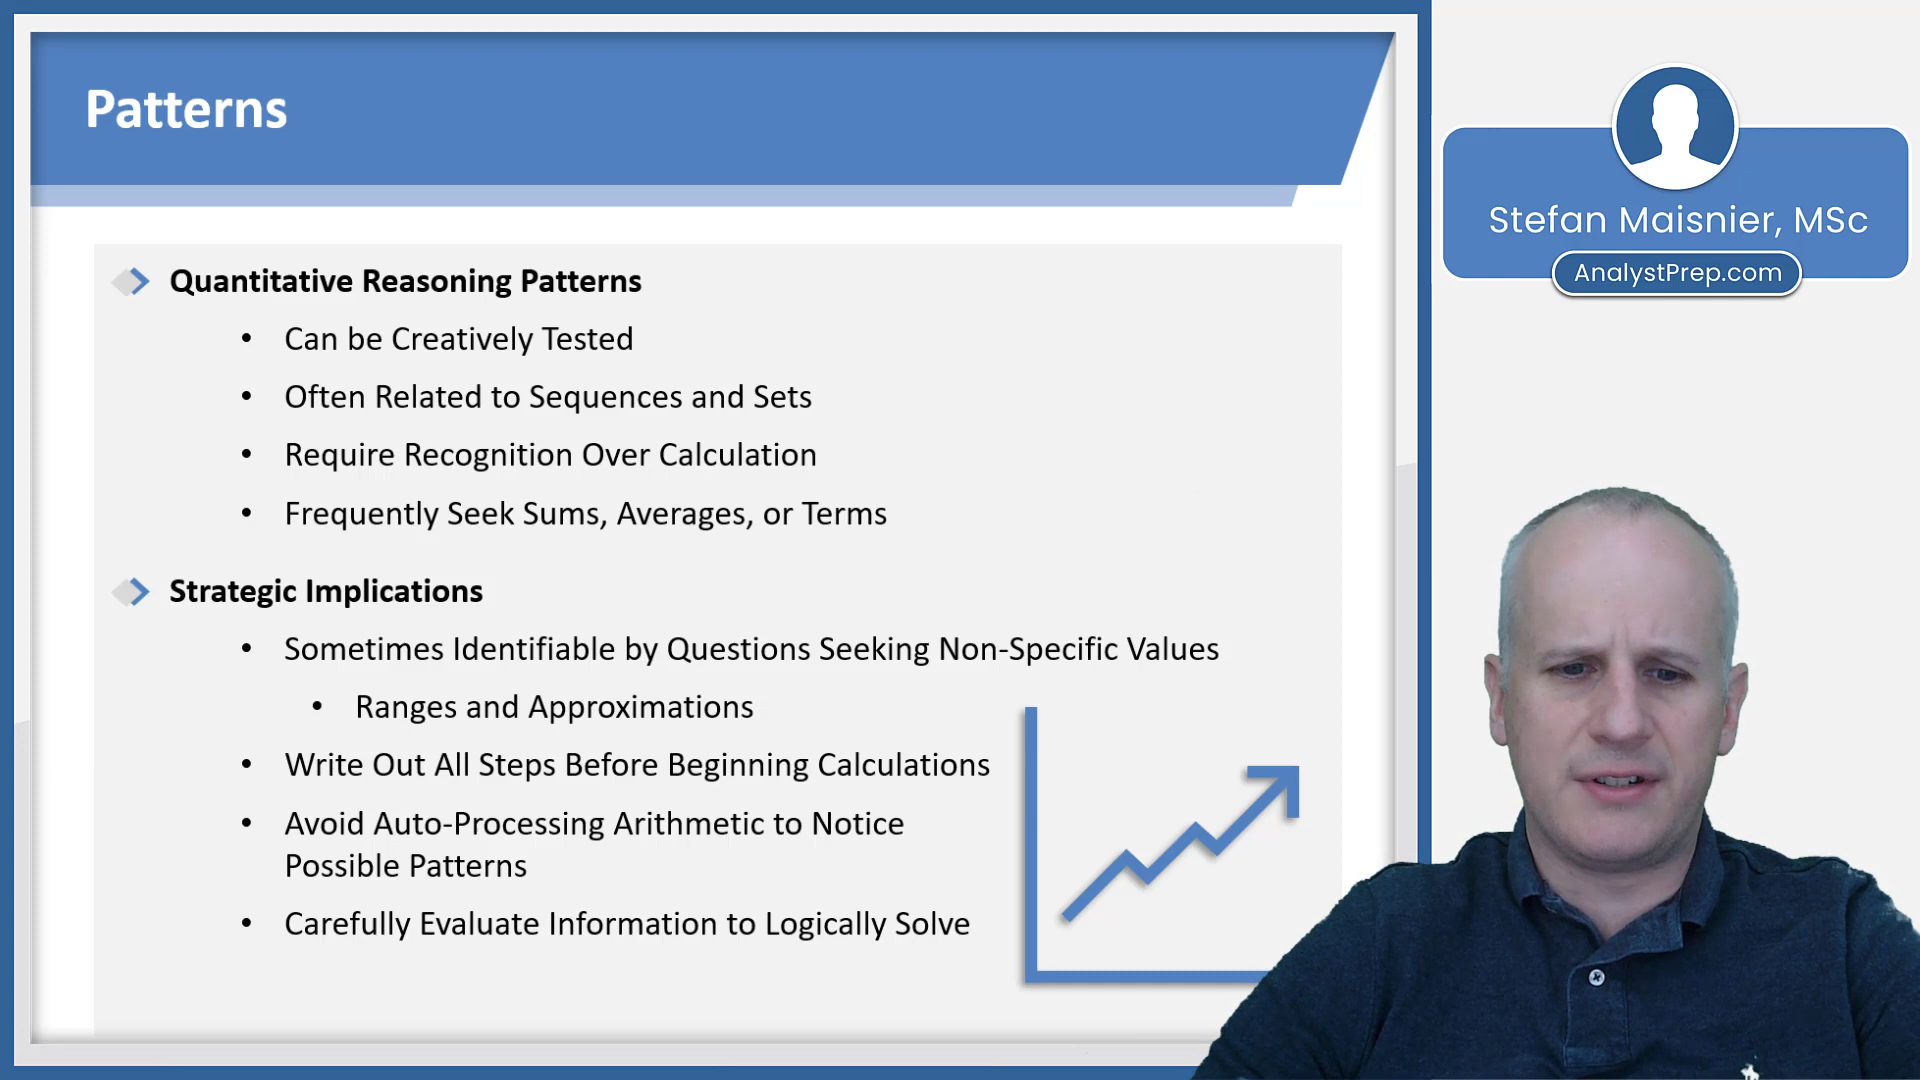 Patterns
Quantitative Reasoning Patterns
• Can be Creatively Tested
• Often Related to Sequences and Sets
• Require Recognition Over Calculation
• Frequently Seek Sums, Averages, or Terms
Strategic Implications
• Sometimes Identifiable by Questions Seeking Non-Specific Values
• Ranges and Approximations
• Write Out All Steps Before Beginning Calculations
• Avoid Auto-Processing Arithmetic to Notice
Possible Patterns
• Carefully Evaluate Information to Logically Solve
Stefan Maisnier, MSc
AnalystPrep.com